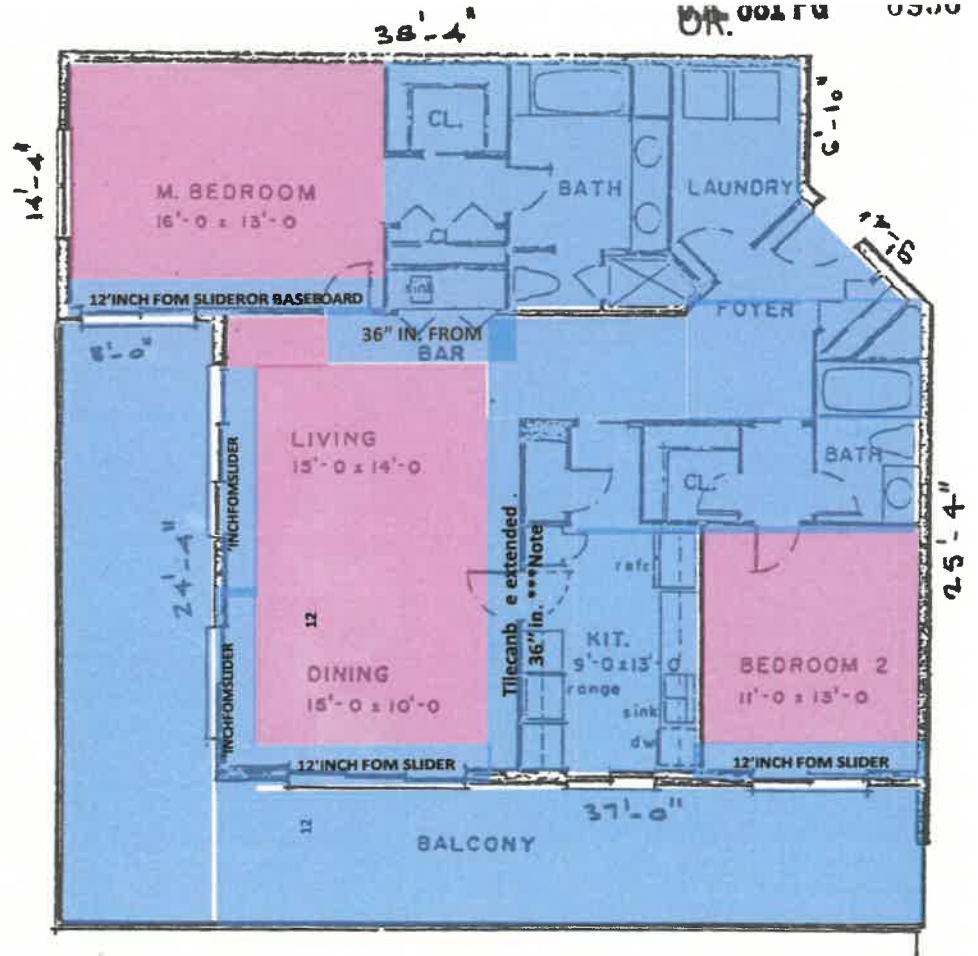 38'-4"
14'-4"
6'-10"
9'-4"
CL.
M. BEDROOM
16'-0 x 13'-0
BATH
LAUNDRY
CL
sink
12'INCH FOM SLIDEROR BASEBOARD
FOYER
36" IN. FROM
BAR
8'-0"
LIVING
15'-0 x 14'-0
BATH
CL.
'INCHFOMSLIDER
24'-4"
25'-4"
Tilecanb e extended .
36" in. ***Note
refr
12
KIT.
9'-0x13'-0
DINING
15'-0 x 10'-0
BEDROOM 2
11'-0 x 13'-0
range
sink
'INCHFOMSLIDER
dw
12'INCH FOM SLIDER
12'INCH FOM SLIDER
37'-0"
12
BALCONY